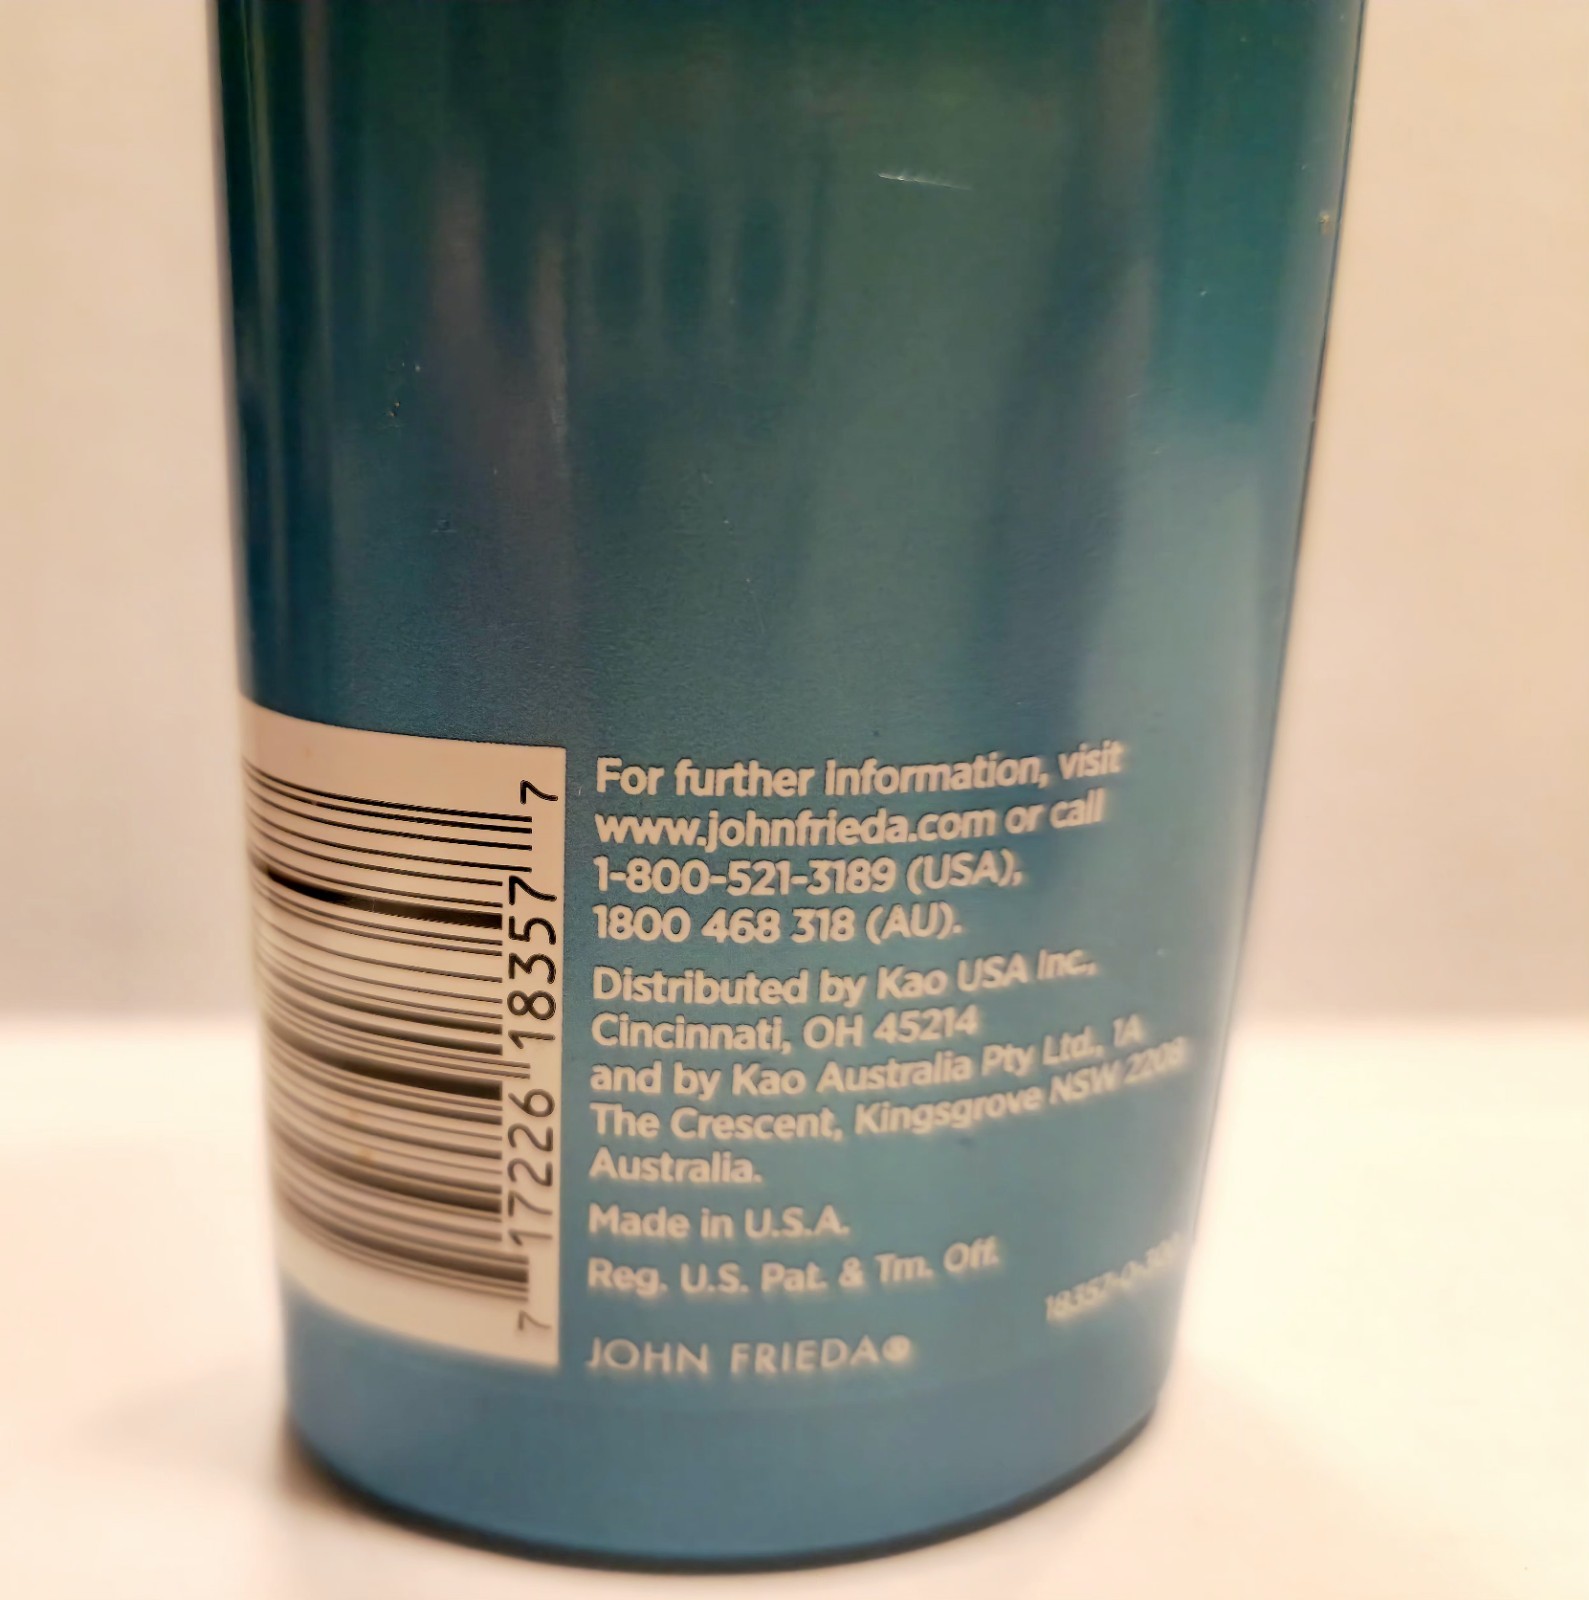 7 17226 18357 7
For further information, visit
www.johnfrieda.com or call
1-800-521-3189 (USA),
1800 468 318 (AU).
Distributed by Kao USA Inc.,
Cincinnati, OH 45214
and by Kao Australia Pty Ltd., 1A
The Crescent, Kingsgrove NSW 2208
Australia.
Made in U.S.A.
Reg. U.S. Pat. & Tm. Off.
JOHN FRIEDA®